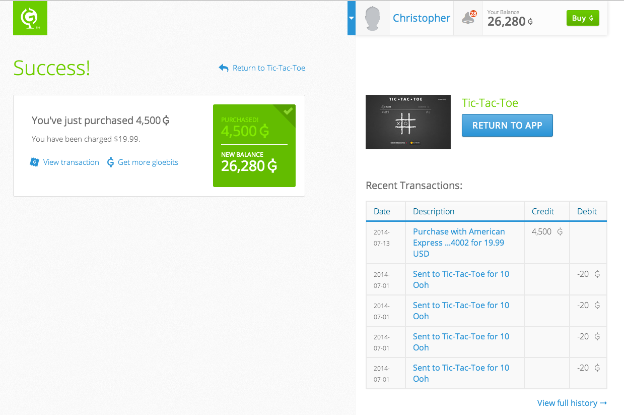 Christopher
28
Your Balance
26,280
Buy
Success!
Return to Tic-Tac-Toe
You've just purchased 4,500
You have been charged $19.99.
View transaction
Get more gloebits
PURCHASED!
4,500
NEW BALANCE
26,280
TIC-TAC-TOE
Tic-Tac-Toe
RETURN TO APP
Recent Transactions:
Date Description Credit Debit
2014-
07-13
Purchase with American
Express ...4002 for 19.99
USD
4,500
2014-
07-01
Sent to Tic-Tac-Toe for 10
Ooh
-20
2014-
07-01
Sent to Tic-Tac-Toe for 10
Ooh
-20
2014-
07-01
Sent to Tic-Tac-Toe for 10
Ooh
-20
2014-
07-01
Sent to Tic-Tac-Toe for 10
Ooh
-20
View full history →